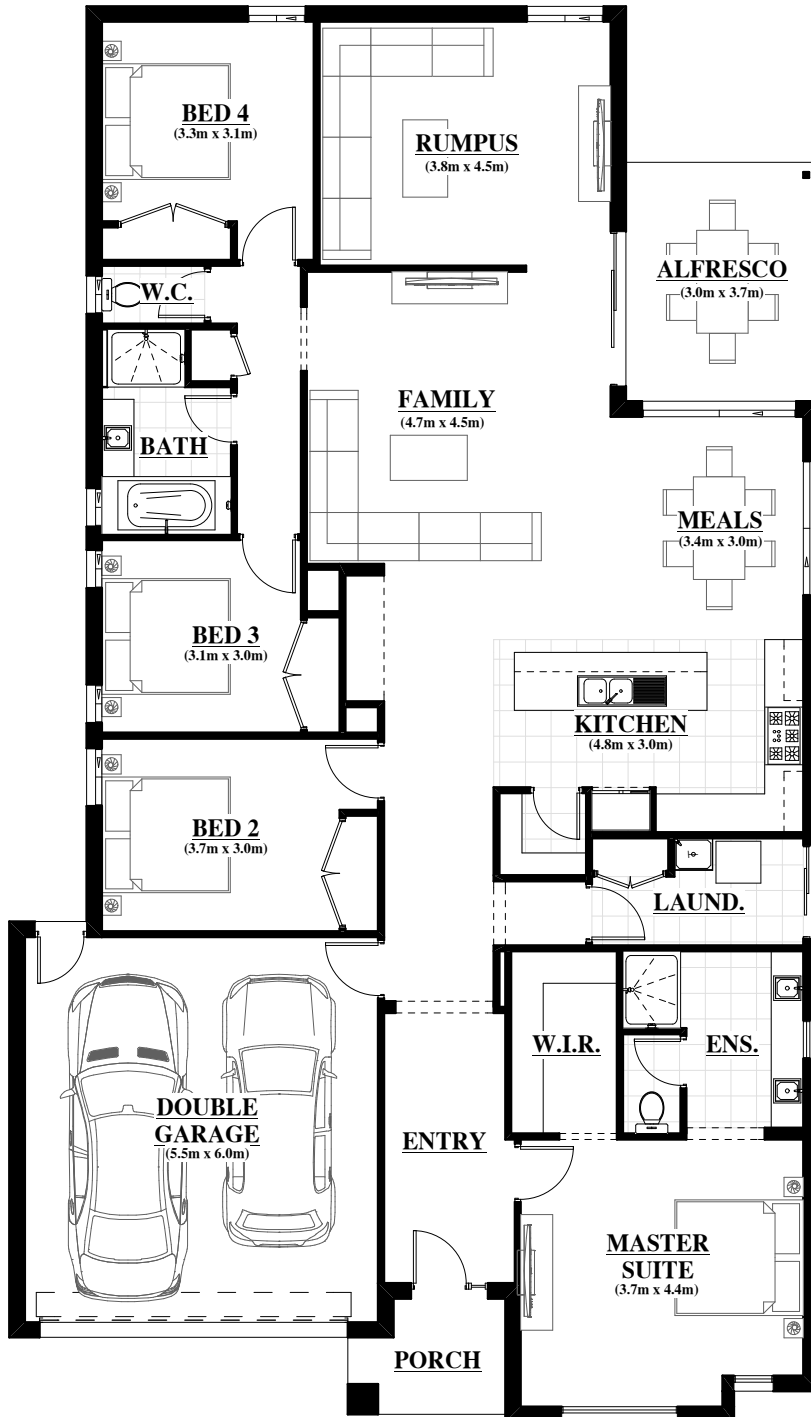 BED 4
(3.3m x 3.1m)
RUMPUS
(3.8m x 4.5m)
W.C.
ALFRESCO
(3.0m x 3.7m)
FAMILY
(4.7m x 4.5m)
BATH
MEALS
(3.4m x 3.0m)
BED 3
(3.1m x 3.0m)
KITCHEN
(4.8m x 3.0m)
BED 2
(3.7m x 3.0m)
LAUND.
W.I.R.
ENS.
DOUBLE
GARAGE
(5.5m x 6.0m)
ENTRY
MASTER
SUITE
(3.7m x 4.4m)
PORCH